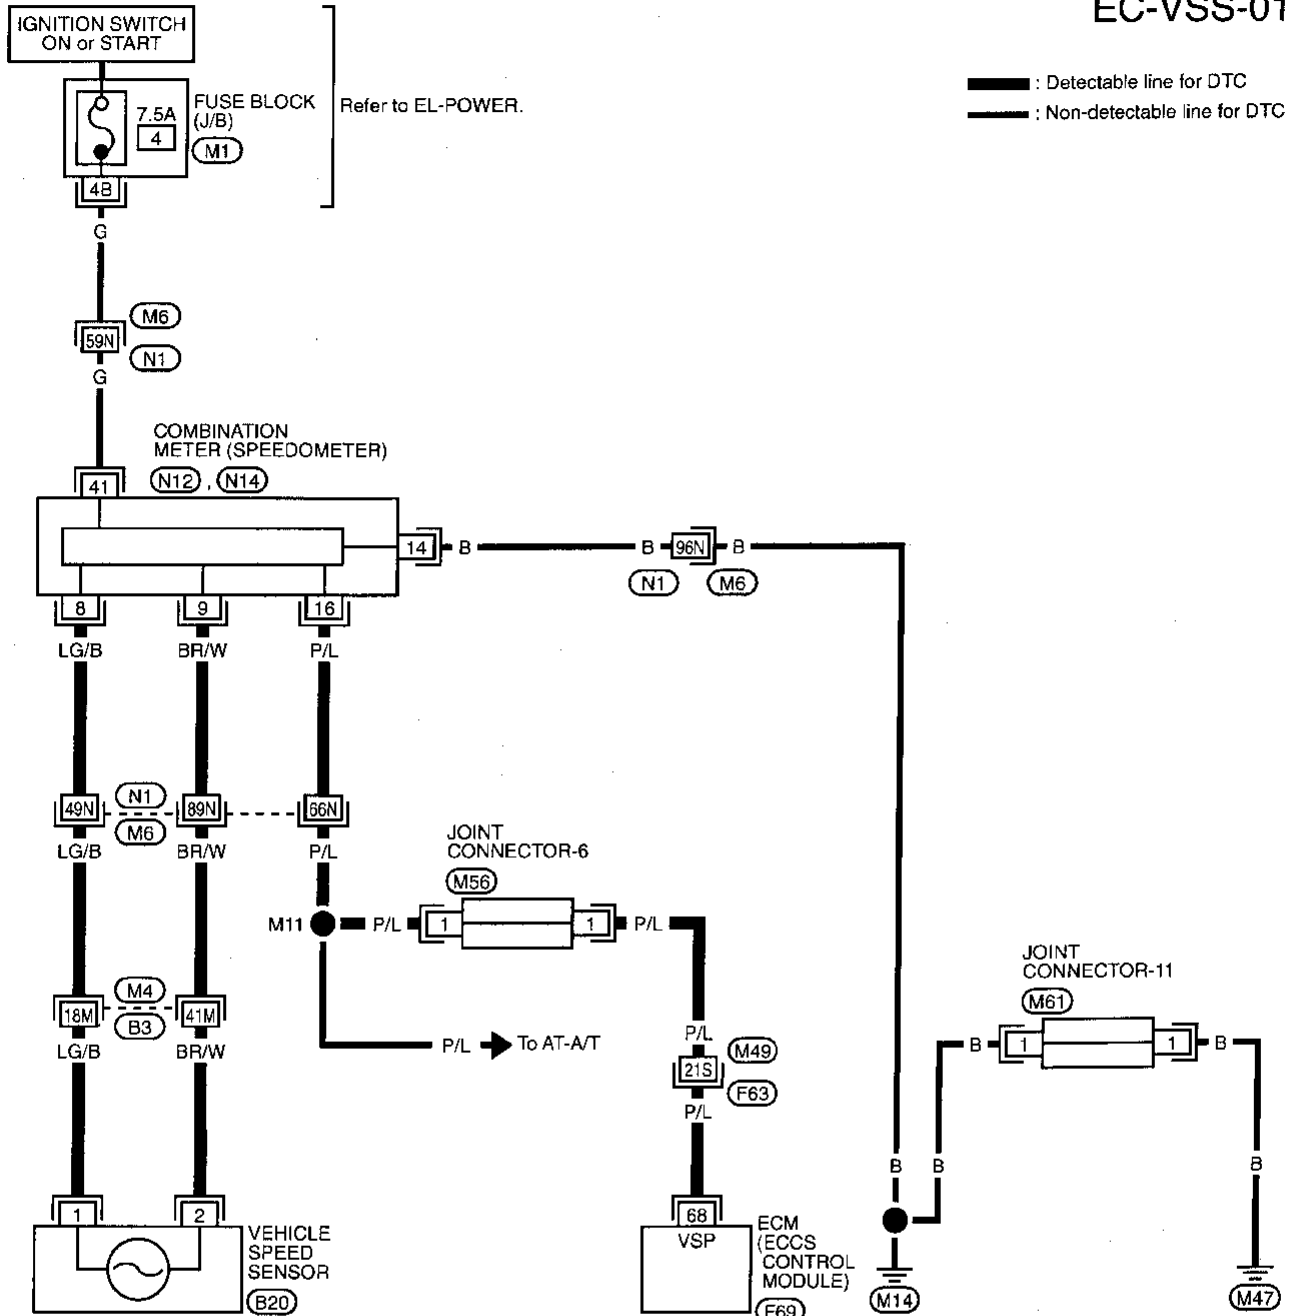 EC-VSS-01
IGNITION SWITCH
ON or START
FUSE BLOCK
(J/B)
M1
7.5A
4
Refer to EL-POWER.
: Detectable line for DTC
: Non-detectable line for DTC
4B
G
M6
59N
N1
G
COMBINATION
METER (SPEEDOMETER)
N12 , N14
41
14 B B 96N B
N1 M6
8 9 16
LG/B BR/W P/L
49N N1 89N 66N
M6
LG/B BR/W P/L
JOINT
CONNECTOR-6
M56
M11 P/L 1 1 P/L
JOINT
CONNECTOR-11
M61
M4
18M 41M
B3
LG/B BR/W
P/L To AT-A/T
P/L
M49
21S
F63
P/L
B 1 1 B
B B B
1 2
VEHICLE
SPEED
SENSOR
B20
68
VSP
ECM
(ECCS
CONTROL
MODULE)
M14
M47